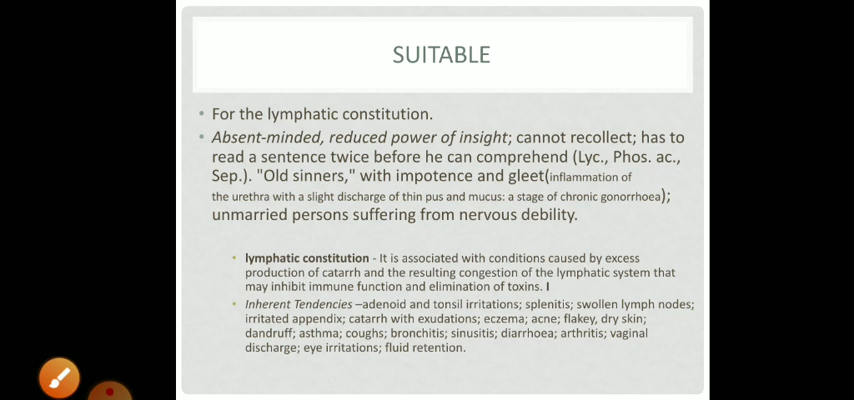 SUITABLE
• For the lymphatic constitution.
• Absent-minded, reduced power of insight; cannot recollect; has to
read a sentence twice before he can comprehend (Lyc., Phos. ac.,
Sep.). "Old sinners," with impotence and gleet(inflammation of
the urethra with a slight discharge of thin pus and mucus: a stage of chronic gonorrhoea);
unmarried persons suffering from nervous debility.
• lymphatic constitution - It is associated with conditions caused by excess
production of catarrh and the resulting congestion of the lymphatic system that
may inhibit immune function and elimination of toxins. I
• Inherent Tendencies –adenoid and tonsil irritations; splenitis; swollen lymph nodes;
irritated appendix; catarrh with exudations; eczema; acne; flakey, dry skin;
dandruff; asthma; coughs; bronchitis; sinusitis; diarrhoea; arthritis; vaginal
discharge; eye irritations; fluid retention.